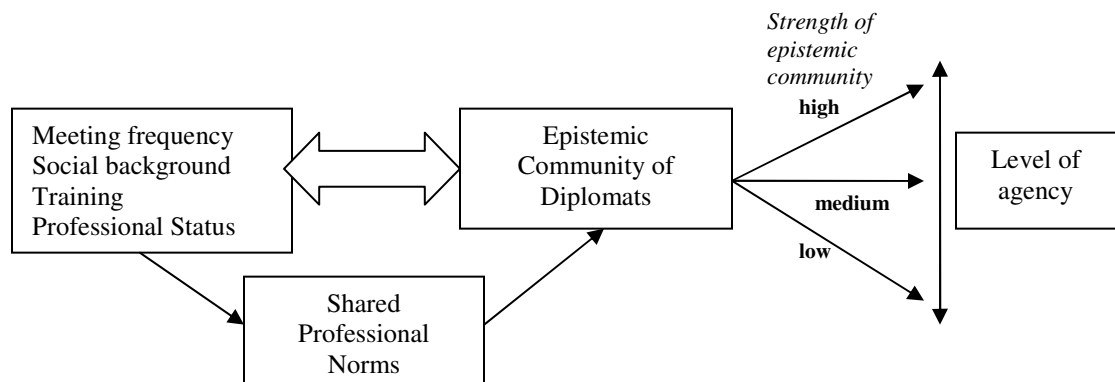 Strength of
epistemic
community
high
Meeting frequency
Social background
Training
Professional Status
Epistemic
Community of
Diplomats
medium
low
Level of
agency
Shared
Professional
Norms